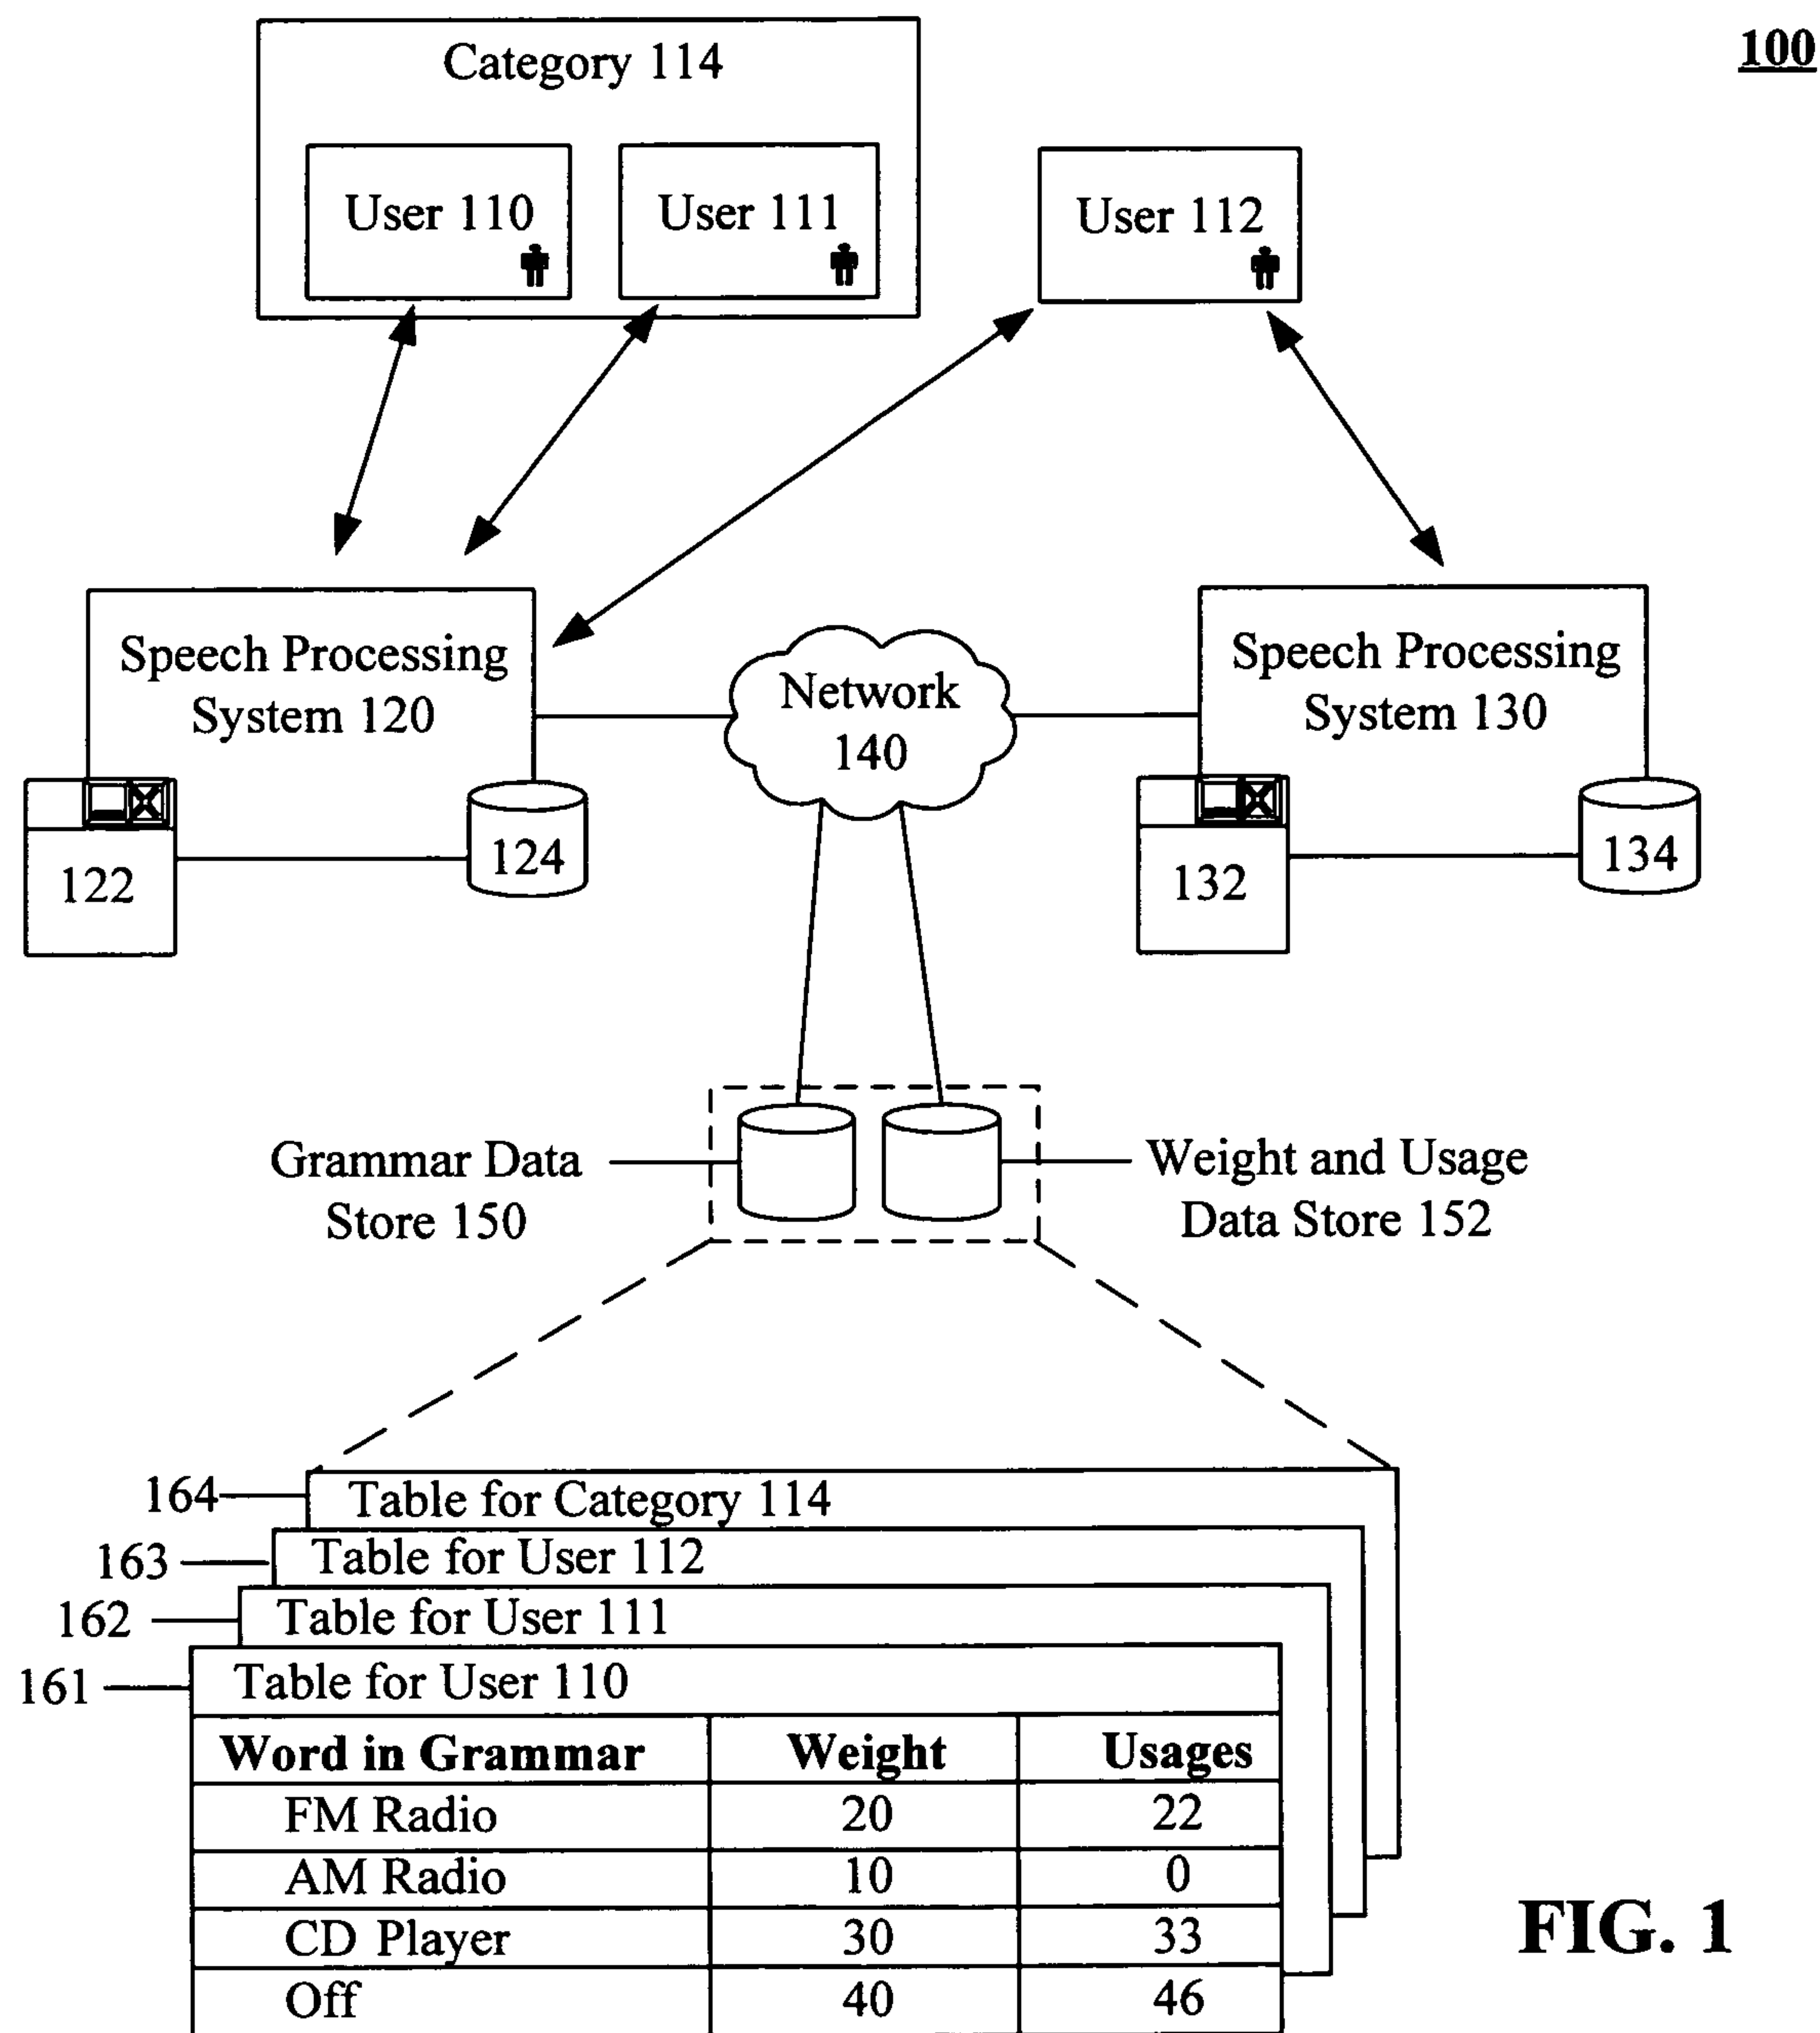 100
Category 114
User 110
User 111
User 112
Speech Processing
System 120
Network
140
Speech Processing
System 130
122
124
132
134
Grammar Data
Store 150
Weight and Usage
Data Store 152
164
Table for Category 114
163
Table for User 112
162
Table for User 111
161
Table for User 110
Word in Grammar Weight Usages
FM Radio 20 22
AM Radio 10 0
CD Player 30 33
Off 40 46
FIG. 1